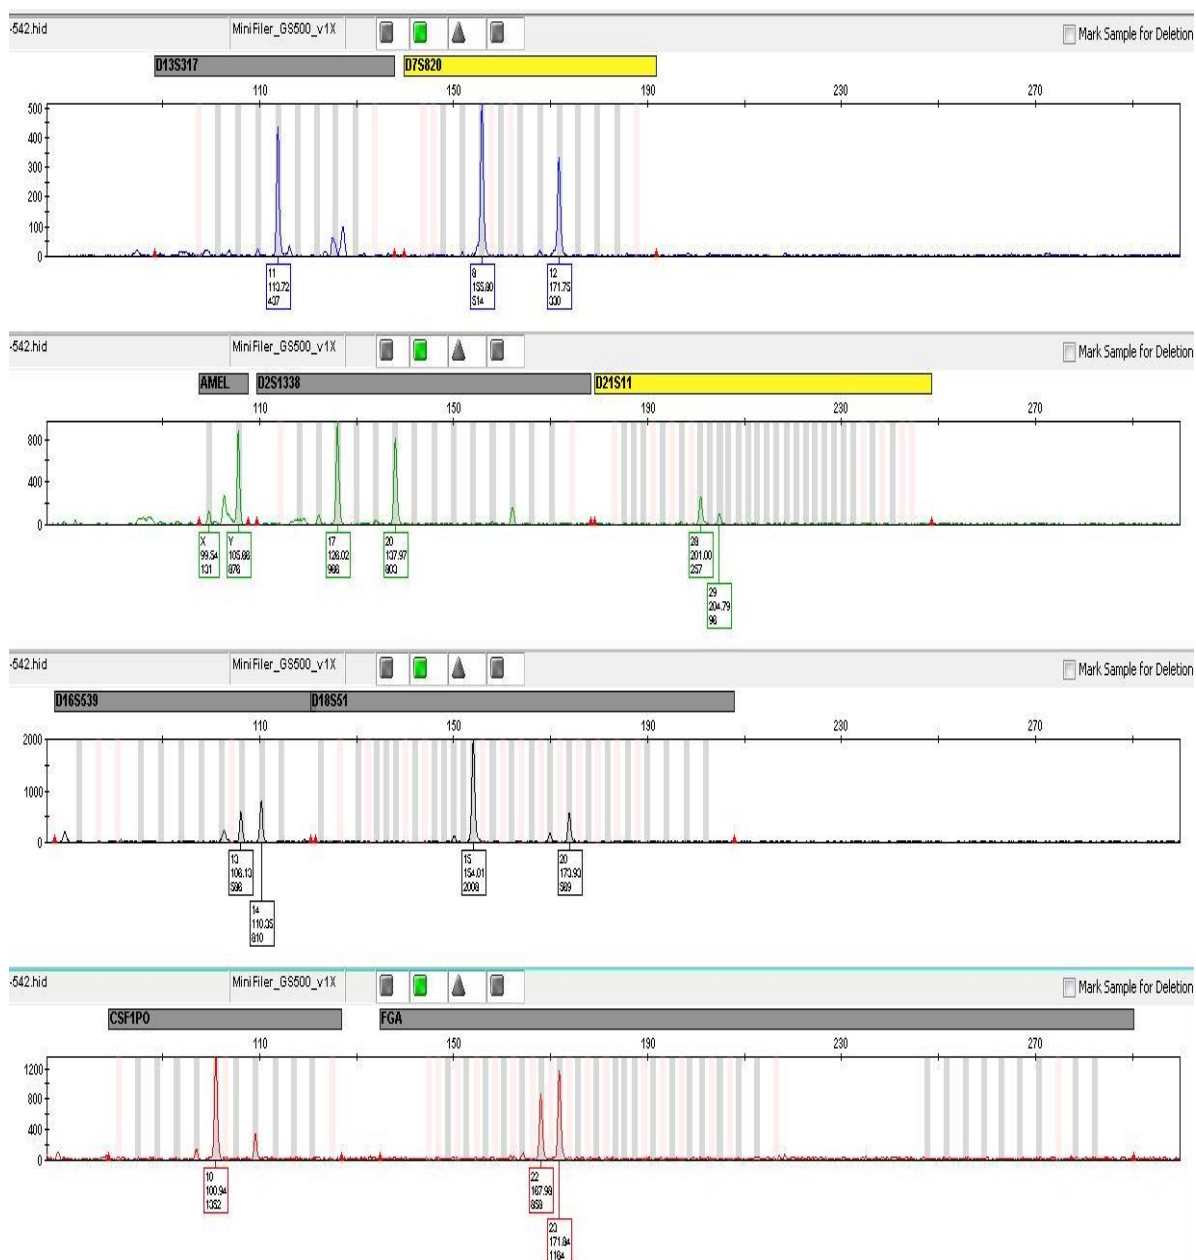 -542.hid MiniFiler_GS500_v1X Mark Sample for Deletion
D13S317 D7S820
110 150 190 230 270
500
400
300
200
100
0
11 8 12
113.72 155.80 171.75
437 514 330
-542.hid MiniFiler_GS500_v1X Mark Sample for Deletion
AMEL D2S1338 D21S11
110 150 190 230 270
800
400
0
X Y 17 20 28
99.54 105.66 126.02 137.97 201.00
131 876 966 803 257
29
204.79
96
-542.hid MiniFiler_GS500_v1X Mark Sample for Deletion
D16S539 D18S51
110 150 190 230 270
2000
1000
0
13 15 20
106.13 154.01 173.93
586 2008 569
14
110.35
810
-542.hid MiniFiler_GS500_v1X Mark Sample for Deletion
CSF1PO FGA
110 150 190 230 270
1200
800
400
0
10 22
100.94 167.98
1352 858
23
171.84
1164